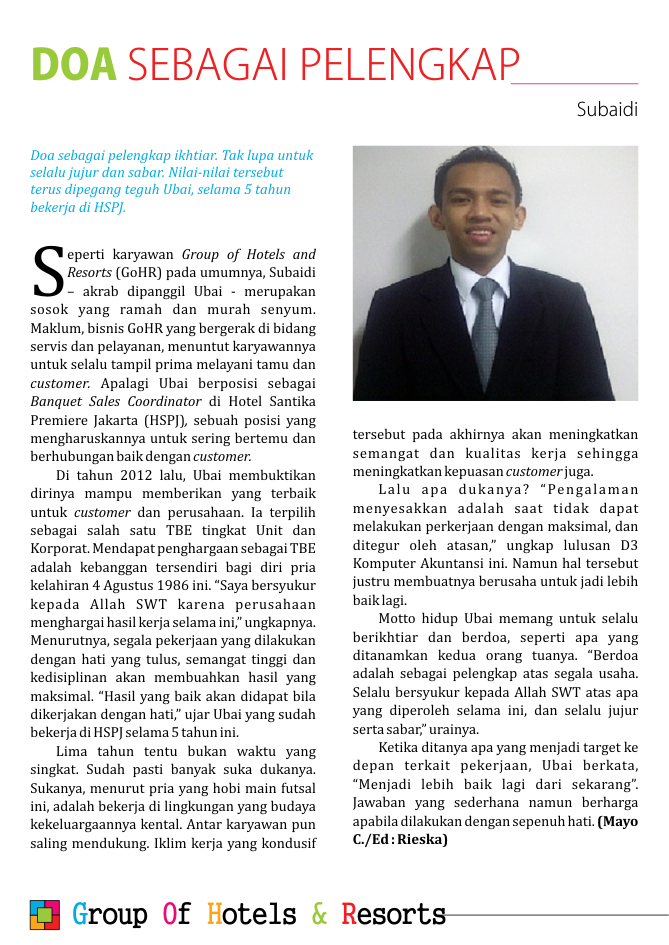 DOA SEBAGAI PELENGKAP
Subaidi
Doa sebagai pelengkap ikhtiar. Tak lupa untuk
selalu jujur dan sabar. Nilai-nilai tersebut
terus dipegang teguh Ubai, selama 5 tahun
bekerja di HSPJ.
Seperti karyawan Group of Hotels and
Resorts (GoHR) pada umumnya, Subaidi
– akrab dipanggil Ubai - merupakan
sosok yang ramah dan murah senyum.
Maklum, bisnis GoHR yang bergerak di bidang
servis dan pelayanan, menuntut karyawannya
untuk selalu tampil prima melayani tamu dan
customer. Apalagi Ubai berposisi sebagai
Banquet Sales Coordinator di Hotel Santika
Premiere Jakarta (HSPJ), sebuah posisi yang
mengharuskannya untuk sering bertemu dan
berhubungan baik dengan customer.
Di tahun 2012 lalu, Ubai membuktikan
dirinya mampu memberikan yang terbaik
untuk customer dan perusahaan. Ia terpilih
sebagai salah satu TBE tingkat Unit dan
Korporat. Mendapat penghargaan sebagai TBE
adalah kebanggan tersendiri bagi diri pria
kelahiran 4 Agustus 1986 ini. “Saya bersyukur
kepada Allah SWT karena perusahaan
menghargai hasil kerja selama ini,” ungkapnya.
Menurutnya, segala pekerjaan yang dilakukan
dengan hati yang tulus, semangat tinggi dan
kedisiplinan akan membuahkan hasil yang
maksimal. “Hasil yang baik akan didapat bila
dikerjakan dengan hati,” ujar Ubai yang sudah
bekerja di HSPJ selama 5 tahun ini.
Lima tahun tentu bukan waktu yang
singkat. Sudah pasti banyak suka dukanya.
Sukanya, menurut pria yang hobi main futsal
ini, adalah bekerja di lingkungan yang budaya
kekeluargaannya kental. Antar karyawan pun
saling mendukung. Iklim kerja yang kondusif
tersebut pada akhirnya akan meningkatkan
semangat dan kualitas kerja sehingga
meningkatkan kepuasan customer juga.
Lalu apa dukanya? “Pengalaman
menyesakkan adalah saat tidak dapat
melakukan perkerjaan dengan maksimal, dan
ditegur oleh atasan,” ungkap lulusan D3
Komputer Akuntansi ini. Namun hal tersebut
justru membuatnya berusaha untuk jadi lebih
baik lagi.
Motto hidup Ubai memang untuk selalu
berikhtiar dan berdoa, seperti apa yang
ditanamkan kedua orang tuanya. “Berdoa
adalah sebagai pelengkap atas segala usaha.
Selalu bersyukur kepada Allah SWT atas apa
yang diperoleh selama ini, dan selalu jujur
serta sabar,” urainya.
Ketika ditanya apa yang menjadi target ke
depan terkait pekerjaan, Ubai berkata,
“Menjadi lebih baik lagi dari sekarang”.
Jawaban yang sederhana namun berharga
apabila dilakukan dengan sepenuh hati. (Mayo
C./Ed : Rieska)
Group Of Hotels & Resorts